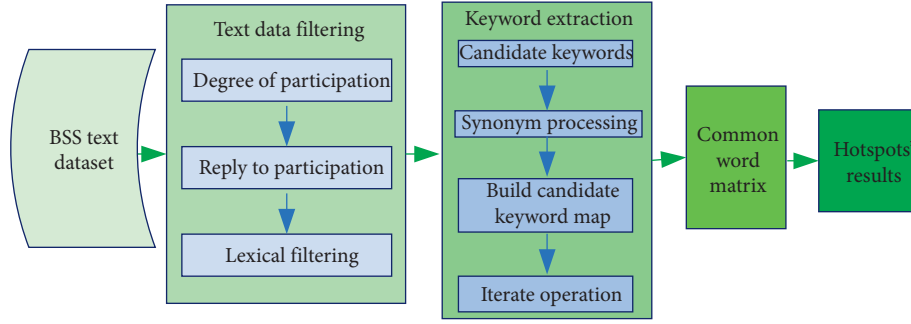 BSS text
dataset
Text data filtering
Degree of participation
Reply to participation
Lexical filtering
Keyword extraction
Candidate keywords
Synonym processing
Build candidate
keyword map
Iterate operation
Common
word
matrix
Hotspots
results